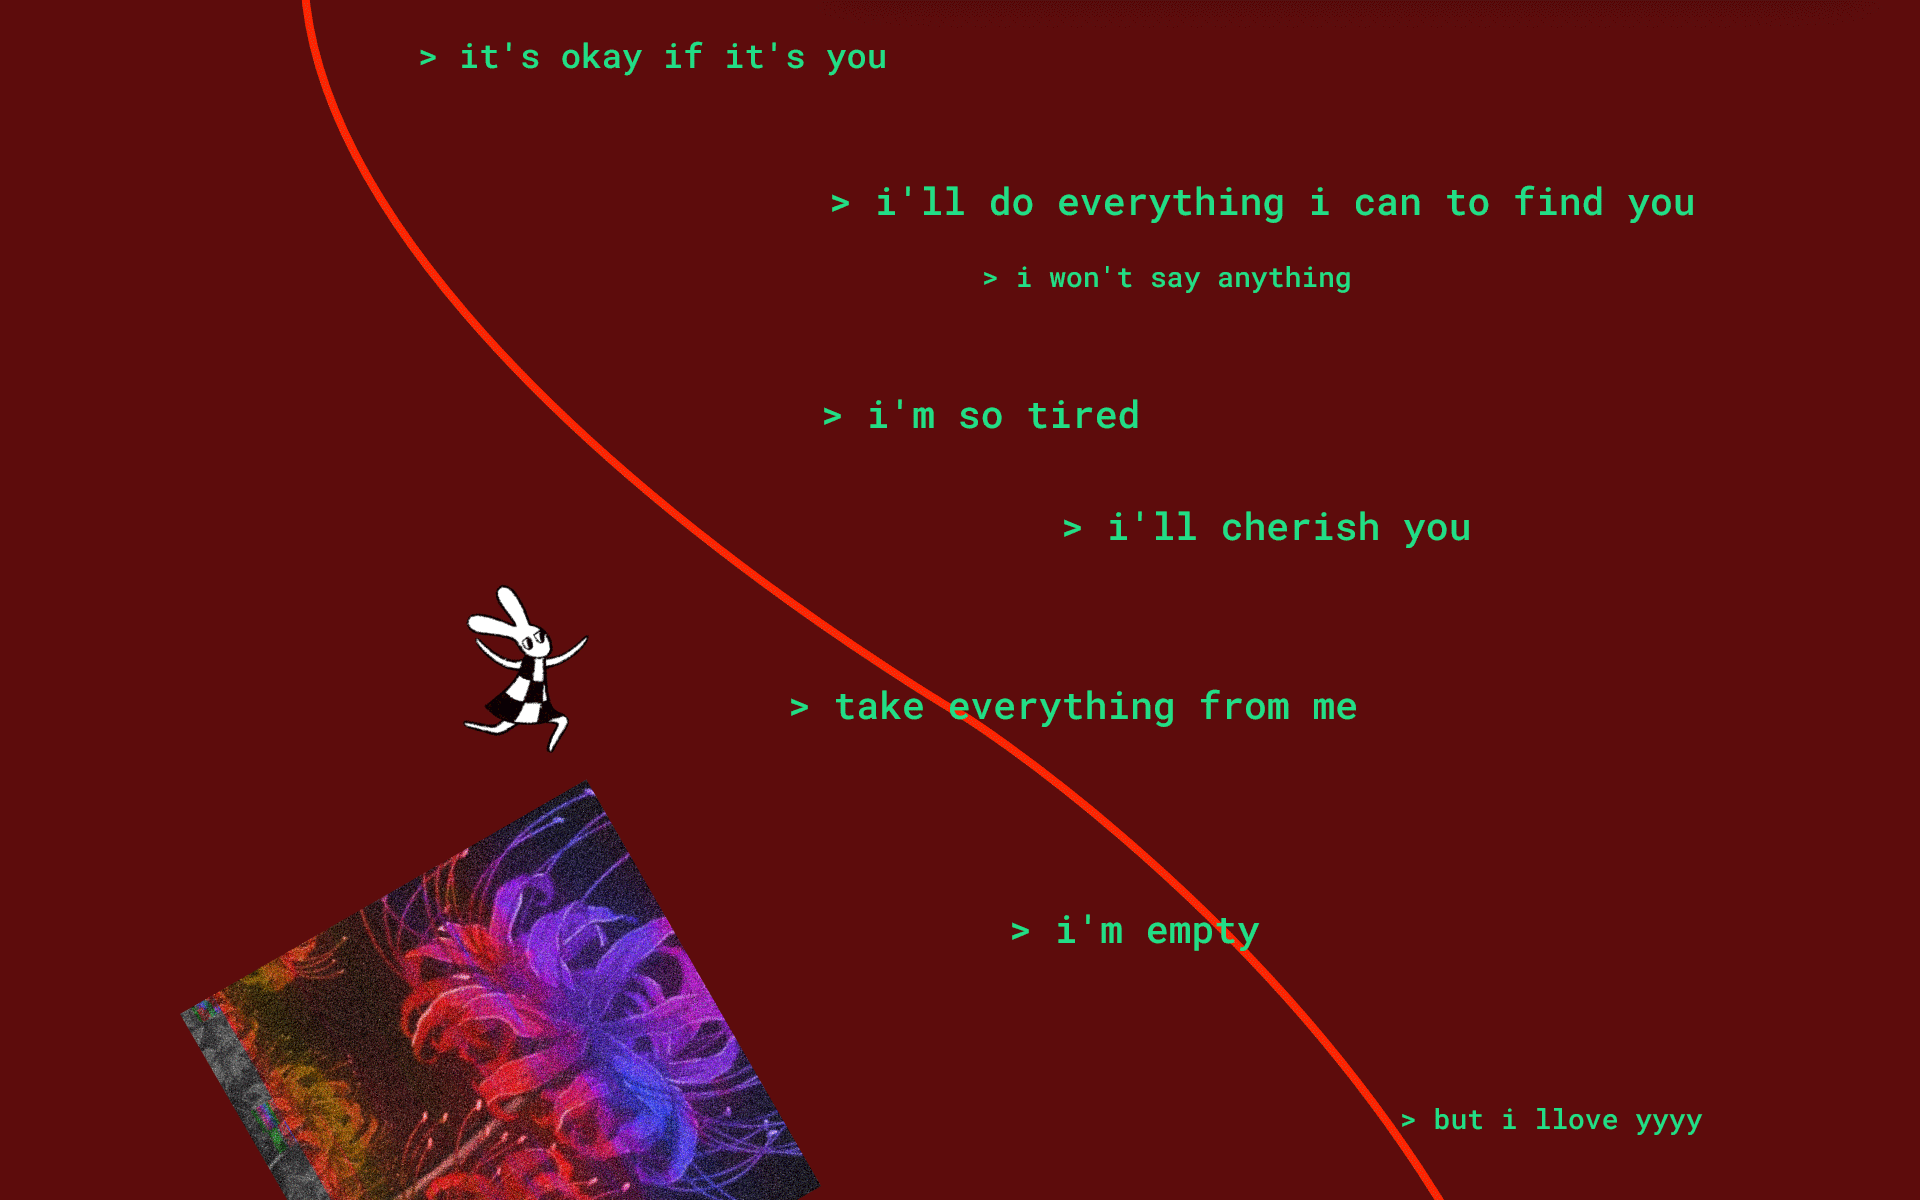 > it's okay if it's you
> i'll do everything i can to find you
> i won't say anything
> i'm so tired
> i'll cherish you
> take everything from me
> i'm empty
> but i llove yyyy